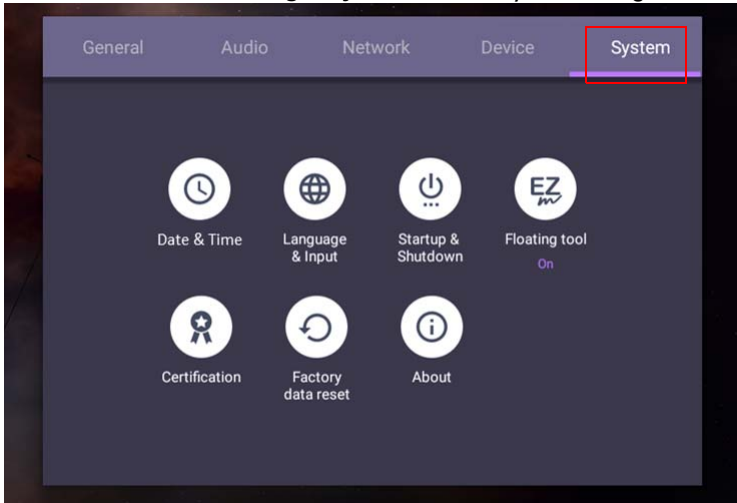 General Audio Network Device System
EZ
Date & Time Language & Input Startup & Shutdown Floating tool
On
Certification Factory data reset About